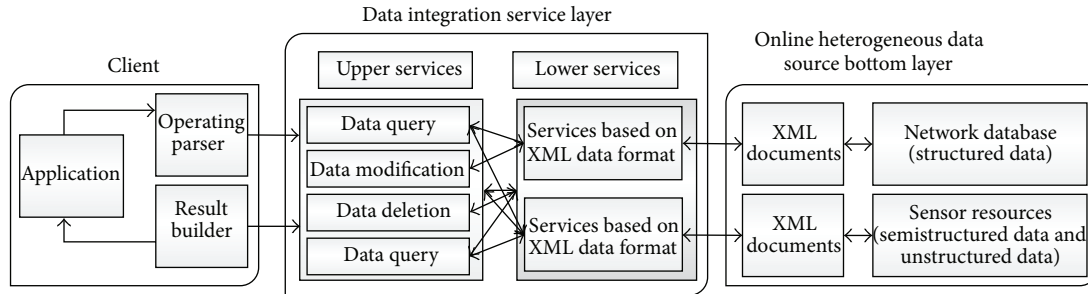 Data integration service layer
Client
Online heterogeneous data
source bottom layer
Upper services
Lower services
Application
Operating
parser
Result
builder
Data query
Data modification
Data deletion
Data query
Services based on
XML data format
Services based on
XML data format
XML
documents
Network database
(structured data)
XML
documents
Sensor resources
(semistructured data and
unstructured data)